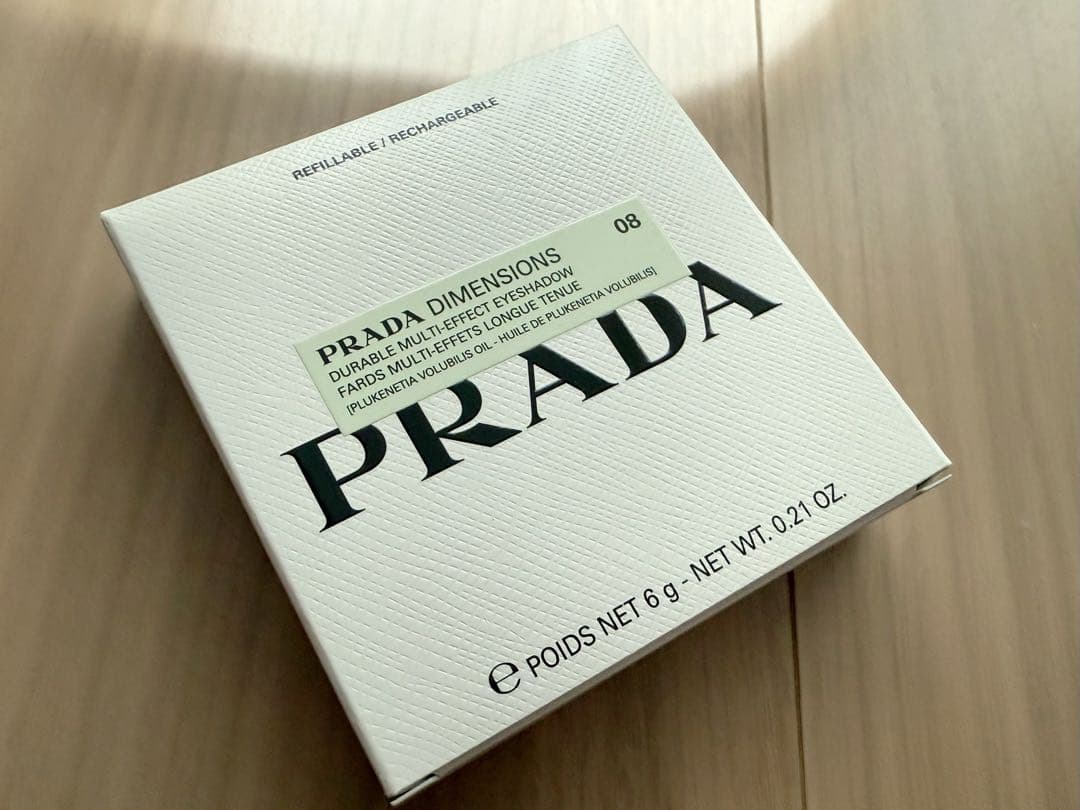 REFILLABLE / RECHARGEABLE
08
PRADA DIMENSIONS
DURABLE MULTI-EFFECT EYESHADOW
FARDS MULTI-EFFETS LONGUE TENUE
[PLUKENETIA VOLUBILIS OIL - HUILE DE PLUKENETIA VOLUBILIS]
PRADA
℮ POIDS NET 6 g - NET WT. 0.21 OZ.